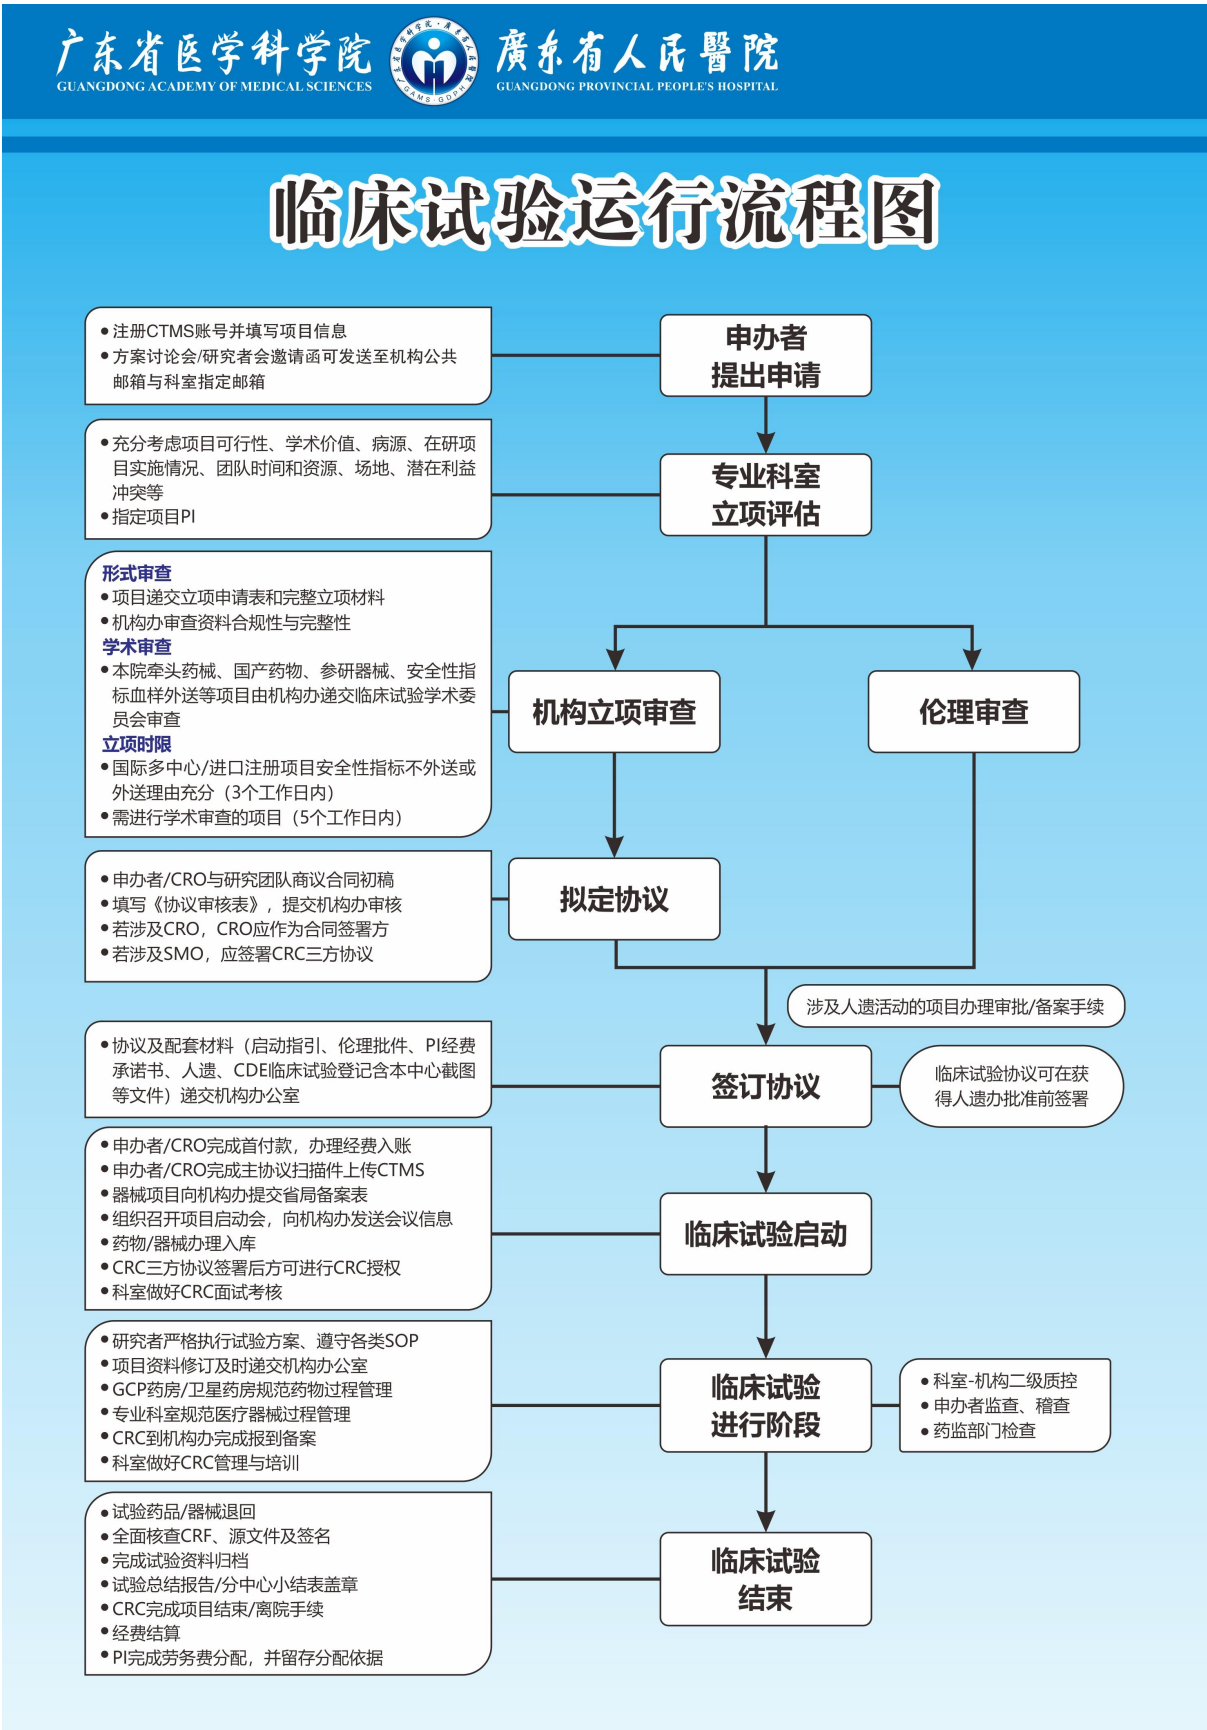 广东省医学科学院
GUANGDONG ACADEMY OF MEDICAL SCIENCES
GAMS·GDPH
廣东省人民醫院
GUANGDONG PROVINCIAL PEOPLE'S HOSPITAL
临床试验运行流程图
● 注册CTMS账号并填写项目信息
● 方案讨论会/研究者会邀请函可发送至机构公共
邮箱与科室指定邮箱
申办者
提出申请
● 充分考虑项目可行性、学术价值、病源、在研项
目实施情况、团队时间和资源、场地、潜在利益
冲突等
● 指定项目PI
专业科室
立项评估
形式审查
● 项目递交立项申请表和完整立项材料
● 机构办审查资料合规性与完整性
学术审查
● 本院牵头药械、国产药物、参研器械、安全性指
标血样外送等项目由机构办递交临床试验学术委
员会审查
立项时限
● 国际多中心/进口注册项目安全性指标不外送或
外送理由充分（3个工作日内）
● 需进行学术审查的项目（5个工作日内）
机构立项审查
伦理审查
● 申办者/CRO与研究团队商议合同初稿
● 填写《协议审核表》，提交机构办审核
● 若涉及CRO，CRO应作为合同签署方
● 若涉及SMO，应签署CRC三方协议
拟定协议
涉及人遗活动的项目办理审批/备案手续
● 协议及配套材料（启动指引、伦理批件、PI经费
承诺书、人遗、CDE临床试验登记含本中心截图
等文件）递交机构办公室
签订协议
临床试验协议可在获
得人遗办批准前签署
● 申办者/CRO完成首付款，办理经费入账
● 申办者/CRO完成主协议扫描件上传CTMS
● 器械项目向机构办提交省局备案表
● 组织召开项目启动会，向机构办发送会议信息
● 药物/器械办理入库
● CRC三方协议签署后方可进行CRC授权
● 科室做好CRC面试考核
临床试验启动
● 研究者严格执行试验方案、遵守各类SOP
● 项目资料修订及时递交机构办公室
● GCP药房/卫星药房规范药物过程管理
● 专业科室规范医疗器械过程管理
● CRC到机构办完成报到备案
● 科室做好CRC管理与培训
临床试验
进行阶段
● 科室-机构二级质控
● 申办者监查、稽查
● 药监部门检查
● 试验药品/器械退回
● 全面核查CRF、源文件及签名
● 完成试验资料归档
● 试验总结报告/分中心小结表盖章
● CRC完成项目结束/离院手续
● 经费结算
● PI完成劳务费分配，并留存分配依据
临床试验
结束